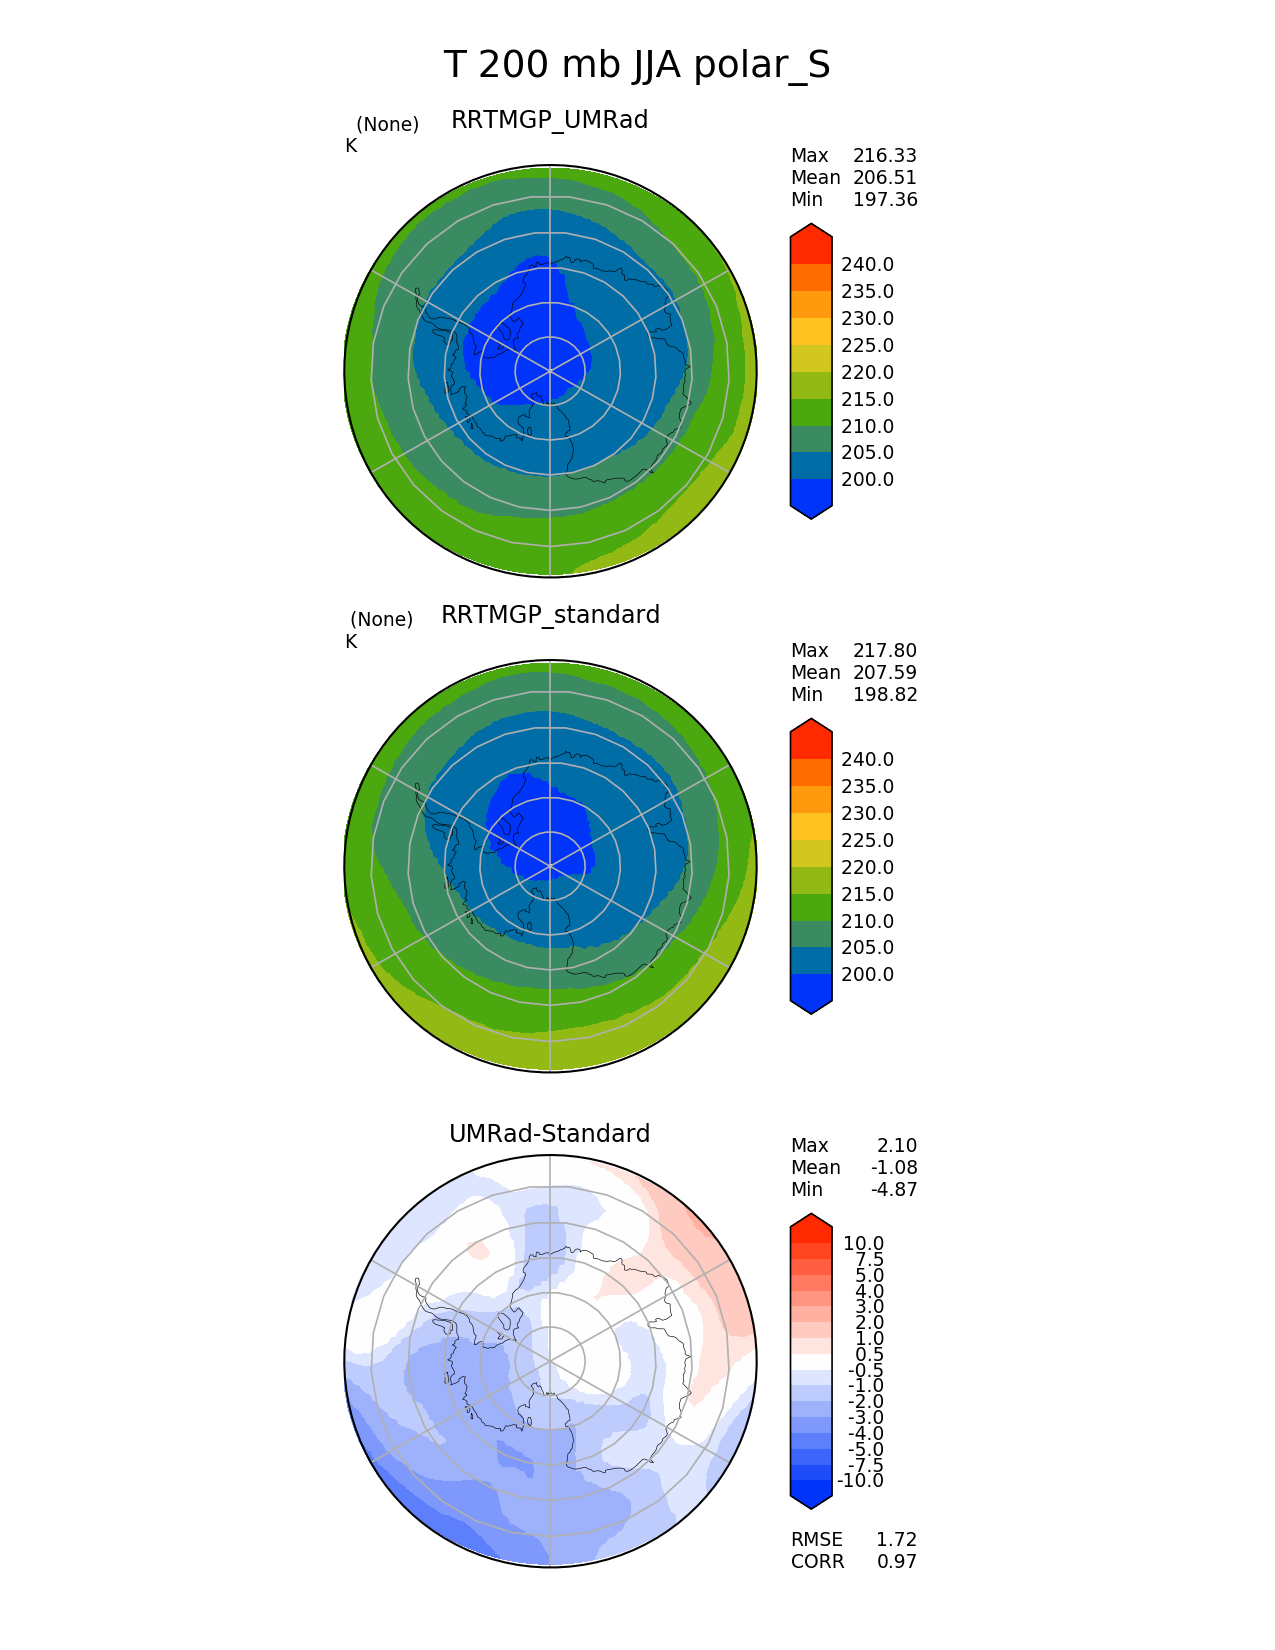 T 200 mb JJA polar_S
(None) RRTMGP_UMRad
K
Max 216.33
Mean 206.51
Min 197.36
240.0
235.0
230.0
225.0
220.0
215.0
210.0
205.0
200.0
(None) RRTMGP_standard
K
Max 217.80
Mean 207.59
Min 198.82
240.0
235.0
230.0
225.0
220.0
215.0
210.0
205.0
200.0
UMRad-Standard
Max 2.10
Mean -1.08
Min -4.87
10.0
7.5
5.0
4.0
3.0
2.0
1.0
0.5
-0.5
-1.0
-2.0
-3.0
-4.0
-5.0
-7.5
-10.0
RMSE 1.72
CORR 0.97